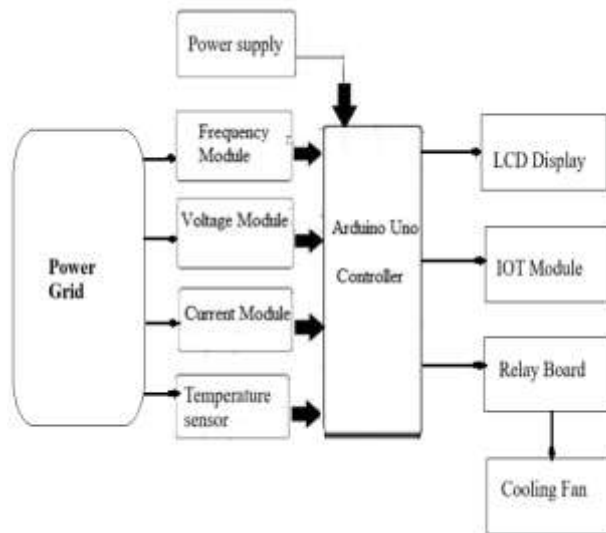 Power supply
Frequency
Module
Voltage Module
Current Module
Temperature
sensor
Power
Grid
Arduino Uno
Controller
LCD Display
IOT Module
Relay Board
Cooling Fan